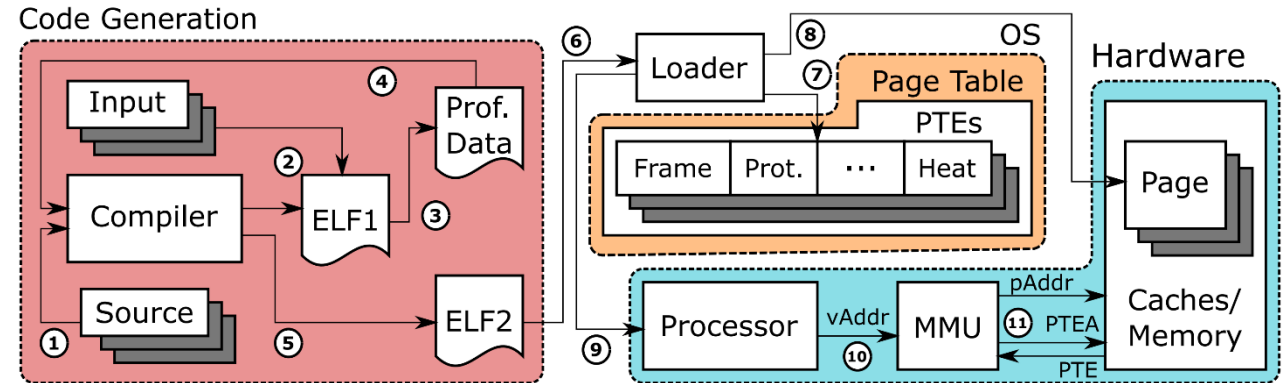 Code Generation
Input
Compiler
Source
1
2
3
4
5
ELF1
Prof.
Data
ELF2
6
Loader
7
8
9
OS
Page Table
PTEs
Frame
Prot.
...
Heat
Hardware
Processor
vAddr
10
MMU
pAddr
11
PTEA
PTE
Page
Caches/
Memory